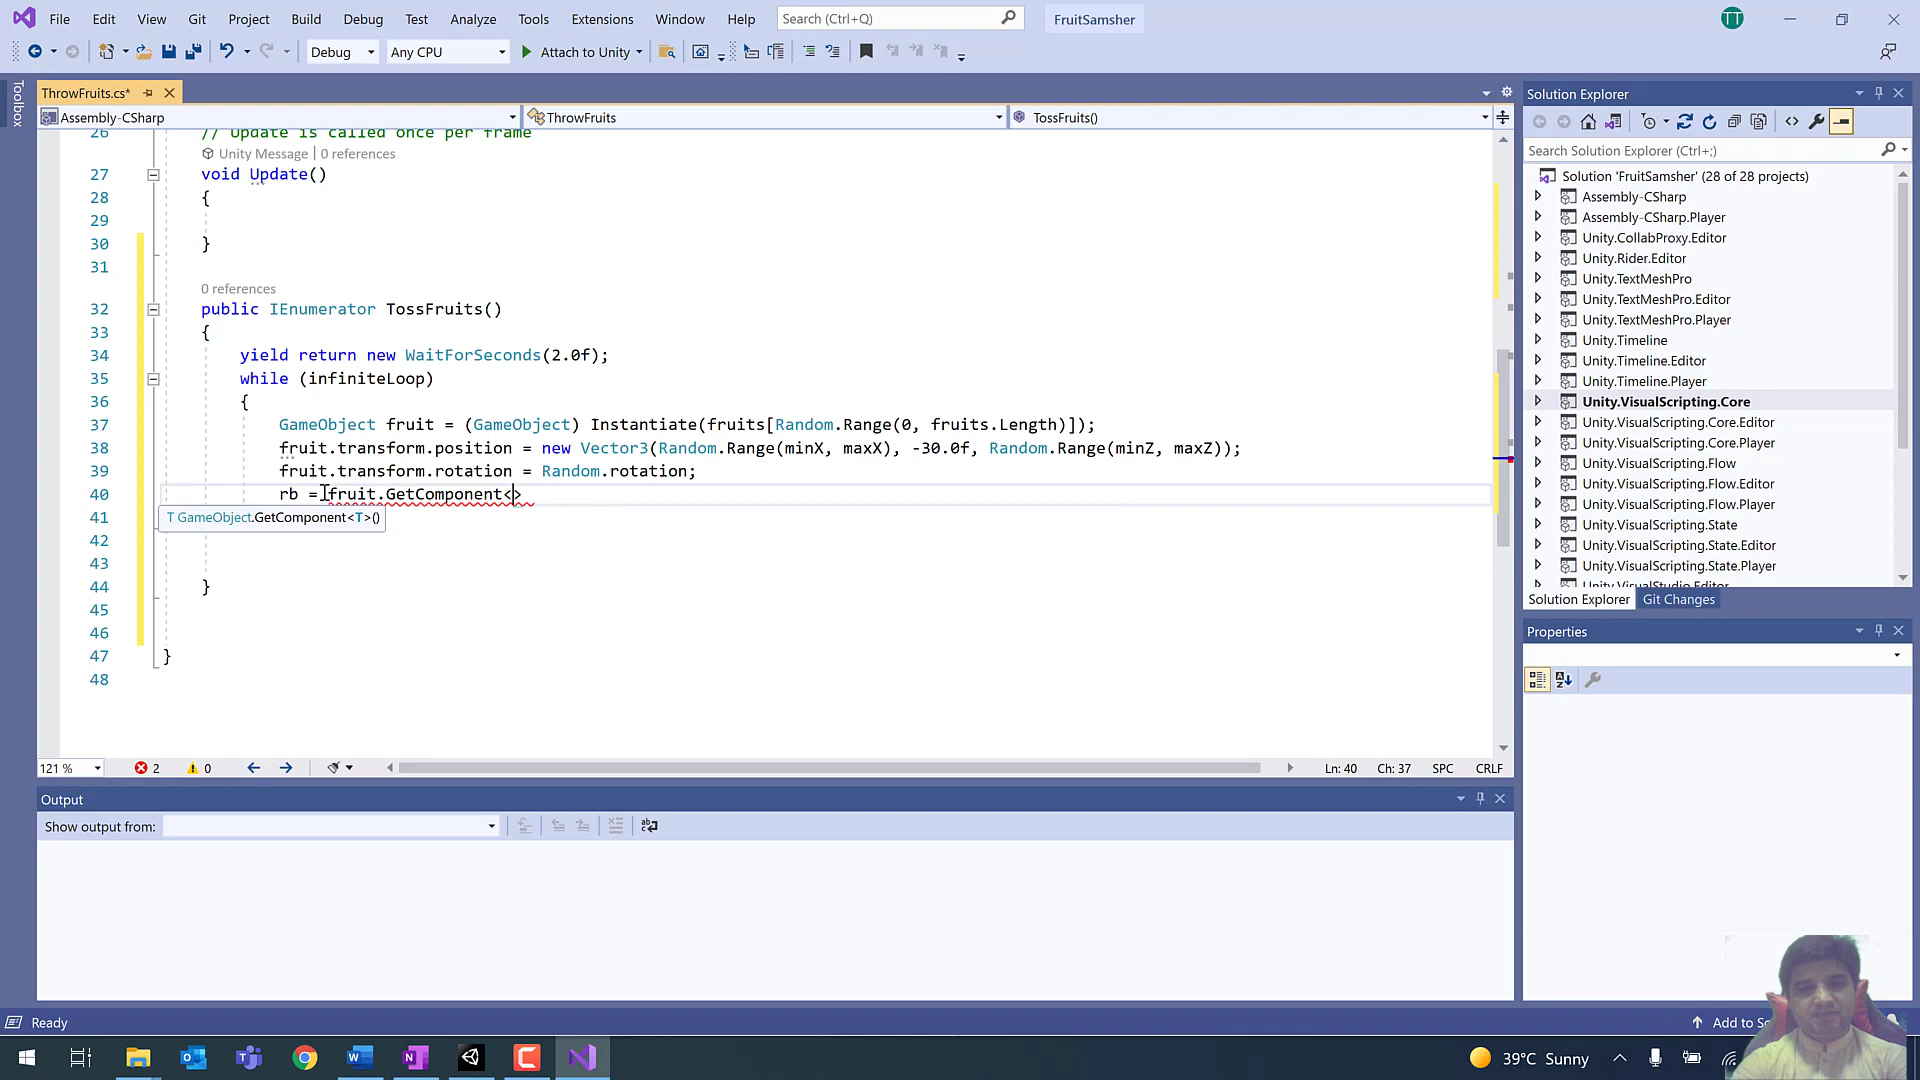 File Edit View Git Project Build Debug Test Analyze Tools Extensions Window Help Search (Ctrl+Q) FruitSamsher TT
Debug Any CPU Attach to Unity
Toolbox
ThrowFruits.cs*
Assembly-CSharp ThrowFruits TossFruits()
26 // Update is called once per frame
Unity Message | 0 references
27 void Update()
28 {
29
30 }
31
0 references
32 public IEnumerator TossFruits()
33 {
34 yield return new WaitForSeconds(2.0f);
35 while (infiniteLoop)
36 {
37 GameObject fruit = (GameObject) Instantiate(fruits[Random.Range(0, fruits.Length)]);
38 fruit.transform.position = new Vector3(Random.Range(minX, maxX), -30.0f, Random.Range(minZ, maxZ));
39 fruit.transform.rotation = Random.rotation;
40 rb = fruit.GetComponent<>
41 T GameObject.GetComponent<T>()
42
43
44 }
45
46
47 }
48
121 % 2 0 Ln: 40 Ch: 37 SPC CRLF
Output
Show output from:
Solution Explorer
Search Solution Explorer (Ctrl+;)
Solution 'FruitSamsher' (28 of 28 projects)
Assembly-CSharp
Assembly-CSharp.Player
Unity.CollabProxy.Editor
Unity.Rider.Editor
Unity.TextMeshPro
Unity.TextMeshPro.Editor
Unity.TextMeshPro.Player
Unity.Timeline
Unity.Timeline.Editor
Unity.Timeline.Player
Unity.VisualScripting.Core
Unity.VisualScripting.Core.Editor
Unity.VisualScripting.Core.Player
Unity.VisualScripting.Flow
Unity.VisualScripting.Flow.Editor
Unity.VisualScripting.Flow.Player
Unity.VisualScripting.State
Unity.VisualScripting.State.Editor
Unity.VisualScripting.State.Player
Unity.VisualStudio.Editor
Solution Explorer Git Changes
Properties
Ready Add to So
39°C Sunny